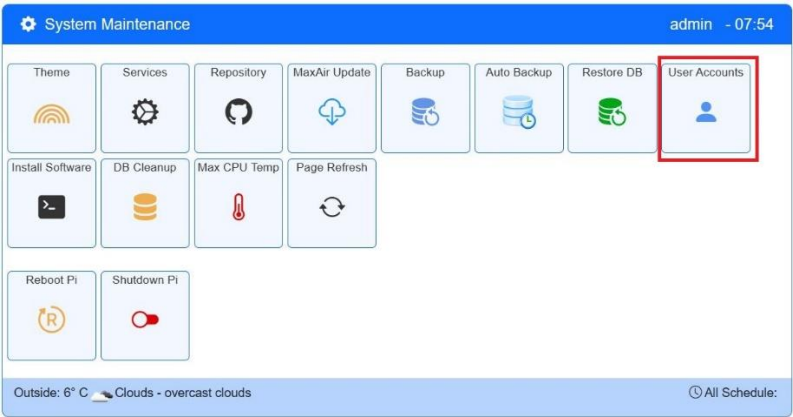 System Maintenance admin - 07:54
Theme Services Repository MaxAir Update Backup Auto Backup Restore DB User Accounts
Install Software DB Cleanup Max CPU Temp Page Refresh
>_
Reboot Pi Shutdown Pi
R
Outside: 6° C Clouds - overcast clouds All Schedule: